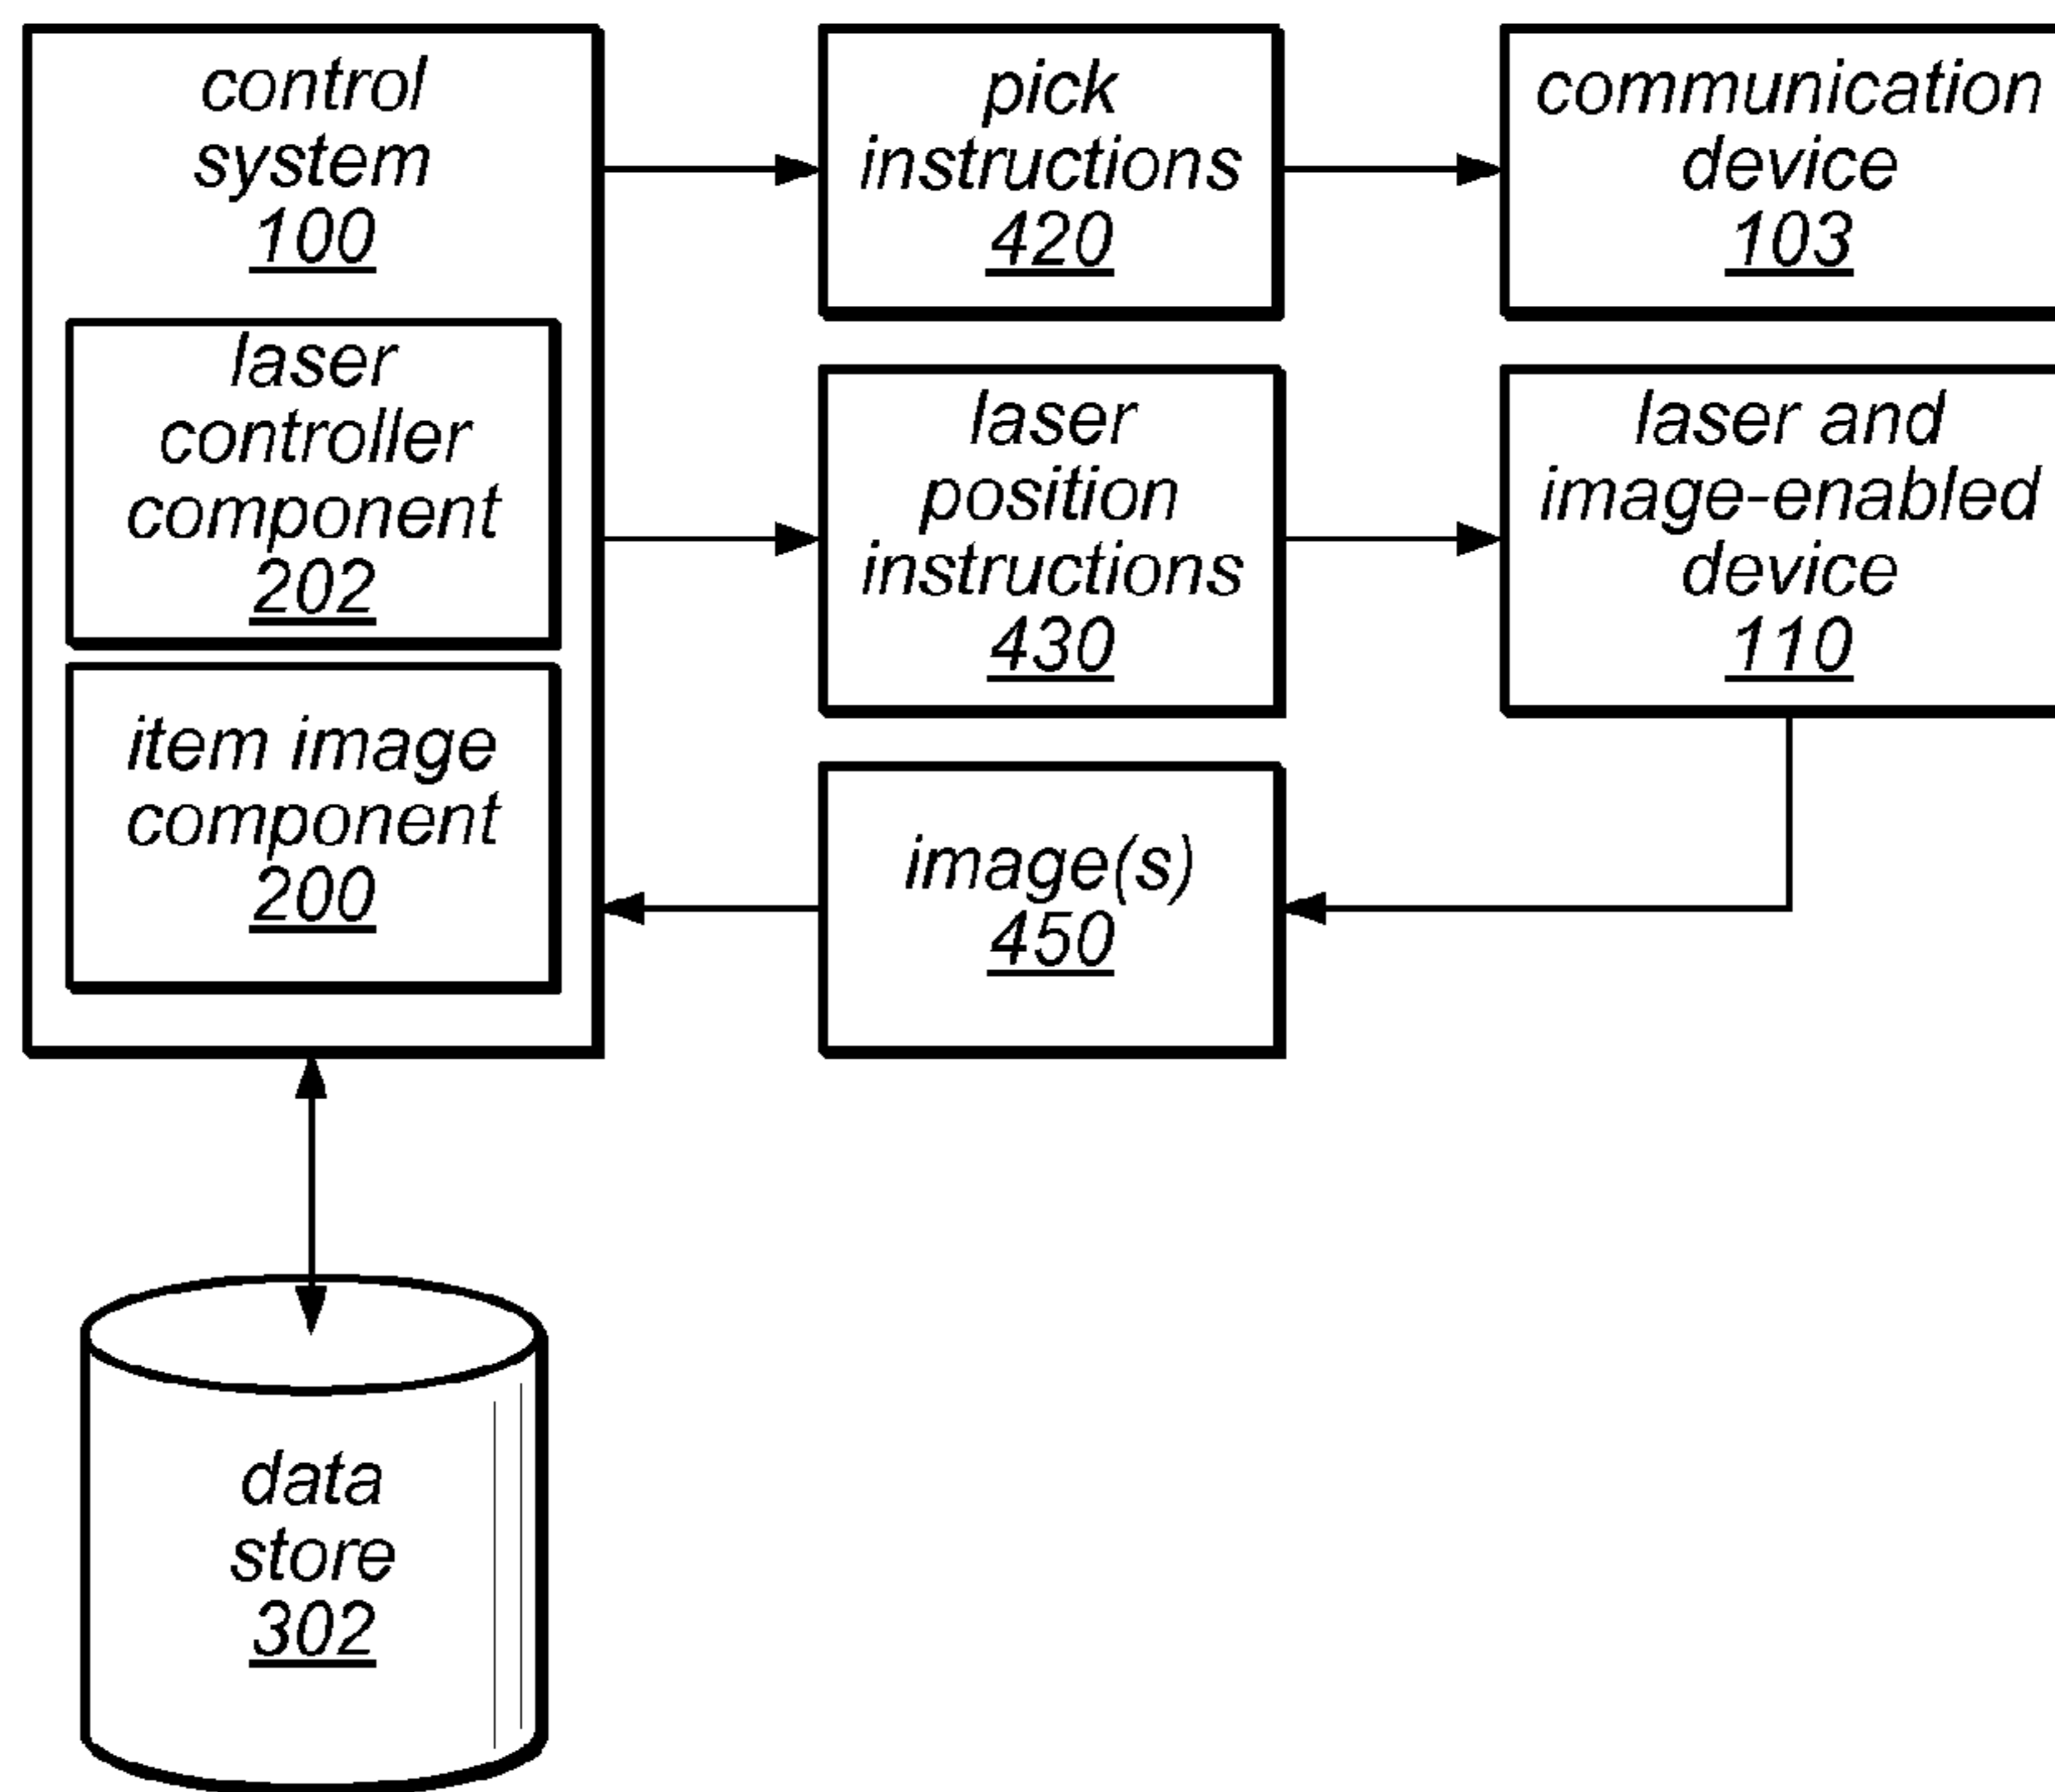 control
system
100
laser
controller
component
202
item image
component
200
pick
instructions
420
communication
device
103
laser
position
instructions
430
laser and
image-enabled
device
110
image(s)
450
data
store
302